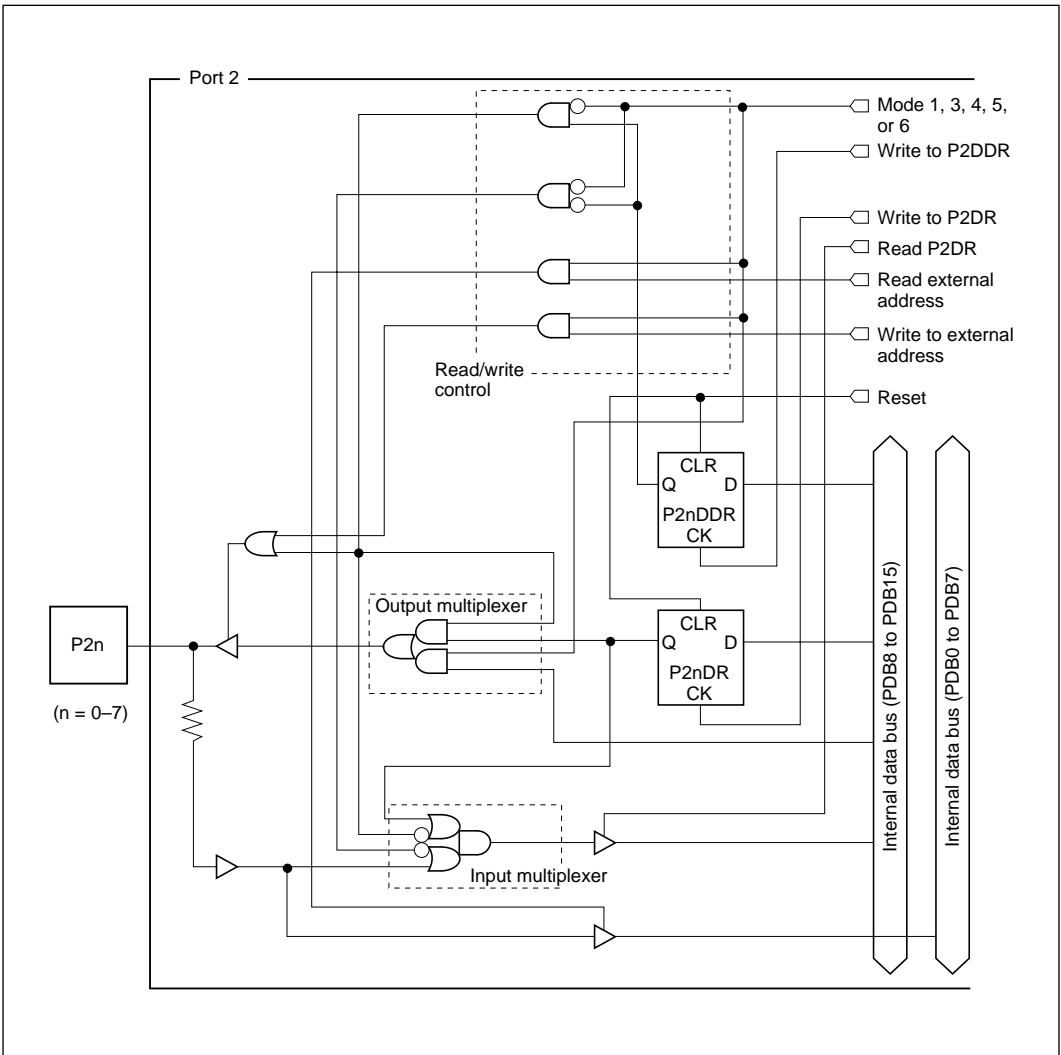 Port 2
Mode 1, 3, 4, 5,
or 6
Write to P2DDR
Write to P2DR
Read P2DR
Read external
address
Write to external
address
Read/write
control
Reset
CLR
Q D
P2nDDR
CK
Output multiplexer
CLR
Q D
P2nDR
CK
P2n
(n = 0–7)
Input multiplexer
Internal data bus (PDB8 to PDB15)
Internal data bus (PDB0 to PDB7)